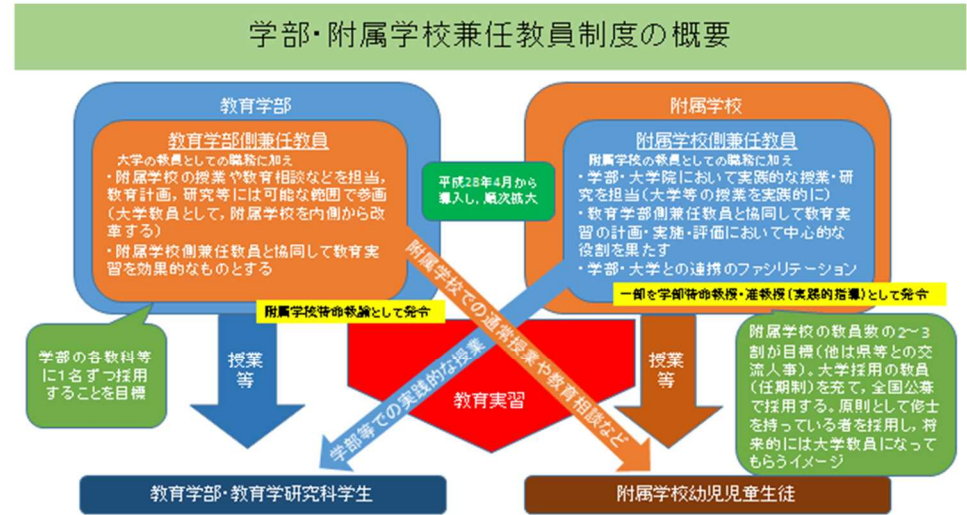 学部・附属学校兼任教員制度の概要
教育学部
教育学部側兼任教員
大学の教員としての職務に加え
・附属学校の授業や教育相談などを担当,
教育計画,研究等には可能な範囲で参画
(大学教員として,附属学校を内側から改
革する)
・附属学校側兼任教員と協同して教育実
習を効果的なものとする
附属学校特命教諭として発令
平成28年4月から
導入し,順次拡大
附属学校
附属学校側兼任教員
附属学校の教員としての職務に加え
・学部・大学院において実践的な授業・研
究を担当(大学等の授業を実践的に)
・教育学部側兼任教員と協同して教育実
習の計画・実施・評価において中心的な
役割を果たす
・学部・大学との連携のファシリテーション
一部を学部特命教授・准教授(実践的指導)として発令
学部の各教科等
に1名ずつ採用
することを目標
授業
等
学部等での実践的な授業
附属学校での通常授業や教育相談など
教育実習
授業
等
附属学校の教員数の2~3
割が目標(他は県等との交
流人事)。大学採用の教員
(任期制)を充て,全国公募
で採用する。原則として修士
を持っている者を採用し,将
来的には大学教員になって
もらうイメージ
教育学部・教育学研究科学生
附属学校幼児児童生徒